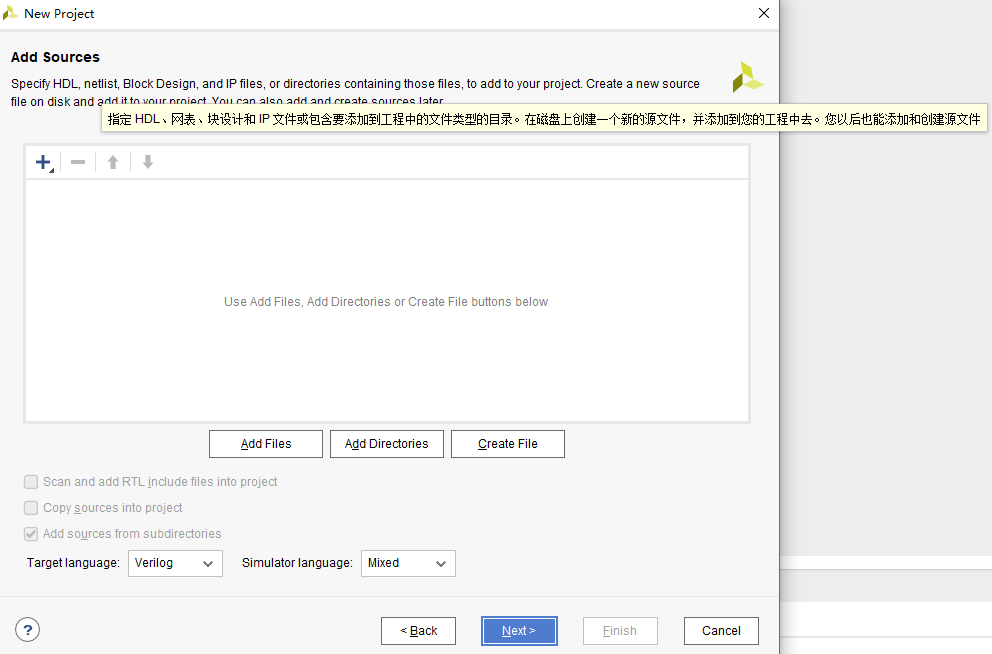 New Project
Add Sources
Specify HDL, netlist, Block Design, and IP files, or directories containing those files, to add to your project. Create a new source
file on disk and add it to your project. You can also add and create sources later.
指定 HDL、网表、块设计和 IP 文件或包含要添加到工程中的文件类型的目录。在磁盘上创建一个新的源文件，并添加到您的工程中去。您以后也能添加和创建源文件
Use Add Files, Add Directories or Create File buttons below
Add Files Add Directories Create File
Scan and add RTL include files into project
Copy sources into project
Add sources from subdirectories
Target language: Verilog Simulator language: Mixed
? < Back Next > Finish Cancel